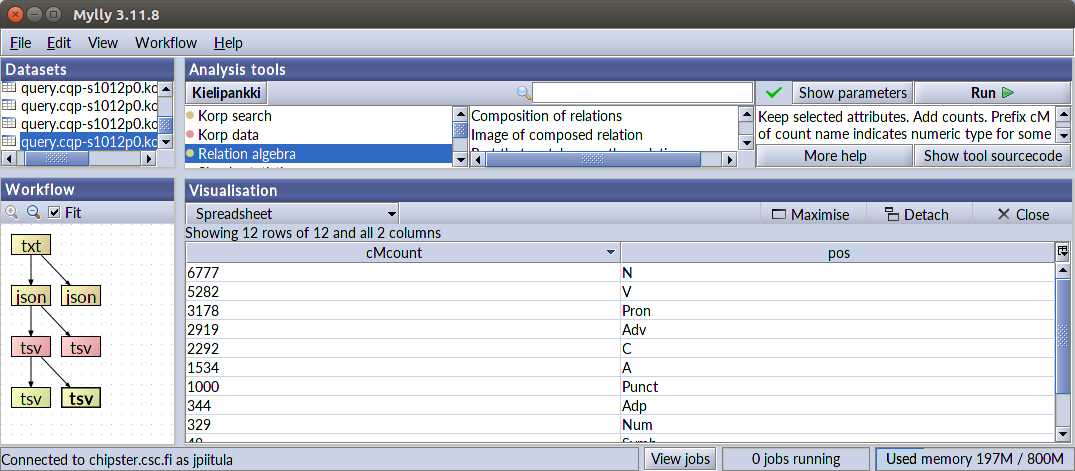 Mylly 3.11.8
File Edit View Workflow Help
Datasets
query.cqp-s1012p0.kc
query.cqp-s1012p0.kc
query.cqp-s1012p0.kc
query.cqp-s1012p0.kc
Analysis tools
Kielipankki
Korp search
Korp data
Relation algebra
Composition of relations
Image of composed relation
Show parameters
Run
Keep selected attributes. Add counts. Prefix cM
of count name indicates numeric type for some
More help
Show tool sourcecode
Workflow
Fit
txt
json json
tsv tsv
tsv tsv
Visualisation
Spreadsheet
Maximise
Detach
Close
Showing 12 rows of 12 and all 2 columns
cMcount pos
6777 N
5282 V
3178 Pron
2919 Adv
2292 C
1534 A
1000 Punct
344 Adp
329 Num
Connected to chipster.csc.fi as jpiitula
View jobs
0 jobs running
Used memory 197M / 800M